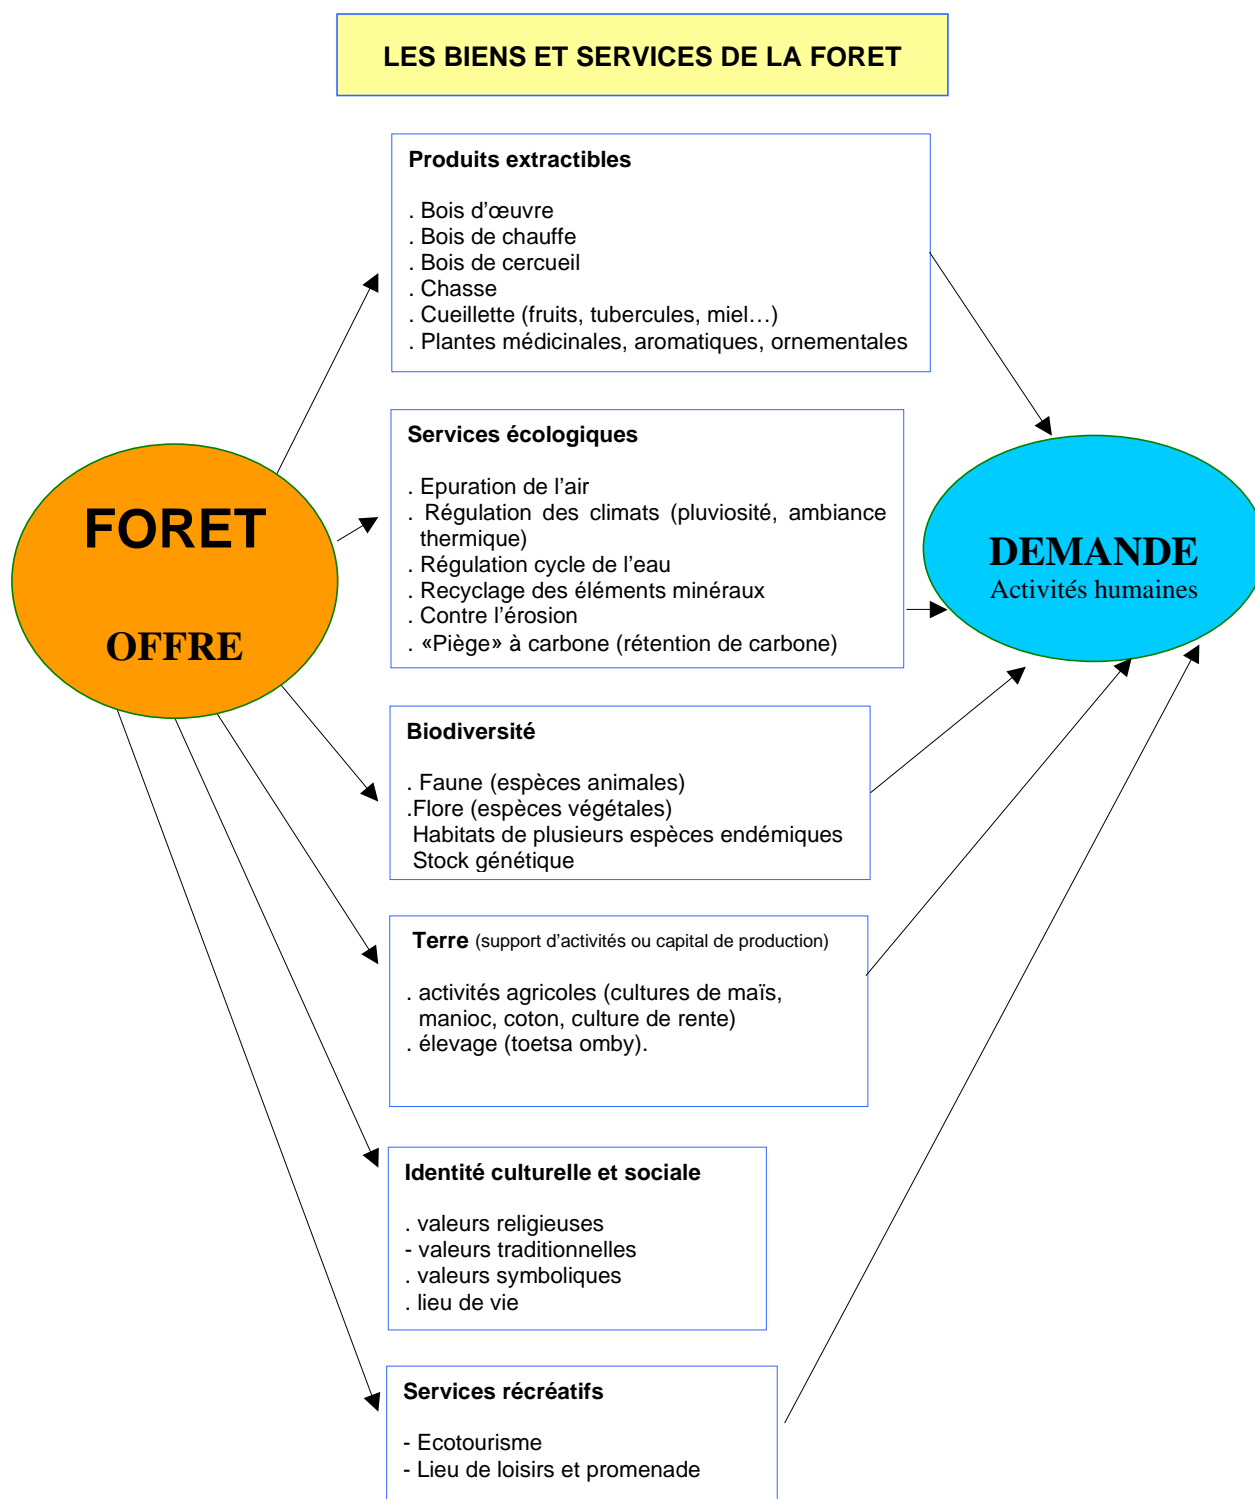 LES BIENS ET SERVICES DE LA FORET
Produits extractibles
. Bois d’œuvre
. Bois de chauffe
. Bois de cercueil
. Chasse
. Cueillette (fruits, tubercules, miel…)
. Plantes médicinales, aromatiques, ornementales
Services écologiques
. Epuration de l’air
. Régulation des climats (pluviosité, ambiance
thermique)
. Régulation cycle de l’eau
. Recyclage des éléments minéraux
. Contre l’érosion
. «Piège» à carbone (rétention de carbone)
FORET
OFFRE
DEMANDE
Activités humaines
Biodiversité
. Faune (espèces animales)
.Flore (espèces végétales)
Habitats de plusieurs espèces endémiques
Stock génétique
Terre (support d’activités ou capital de production)
. activités agricoles (cultures de maïs,
manioc, coton, culture de rente)
. élevage (toetsa omby).
Identité culturelle et sociale
. valeurs religieuses
- valeurs traditionnelles
. valeurs symboliques
. lieu de vie
Services récréatifs
- Ecotourisme
- Lieu de loisirs et promenade